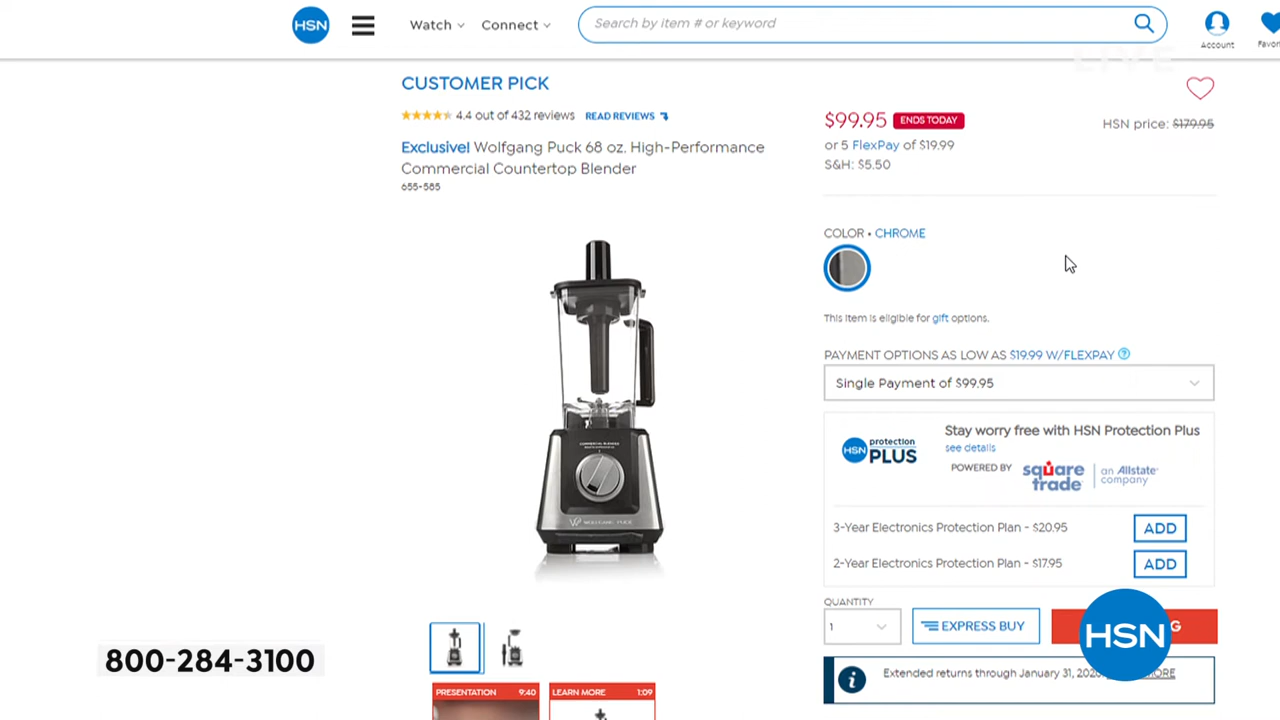 HSN
Watch
Connect
Search by item # or keyword
Account
LIVE
CUSTOMER PICK
4.4 out of 432 reviews READ REVIEWS
Exclusive! Wolfgang Puck 68 oz. High-Performance
Commercial Countertop Blender
655-585
$99.95 ENDS TODAY
HSN price: $179.95
or 5 FlexPay of $19.99
S&H: $5.50
COLOR • CHROME
This item is eligible for gift options.
PAYMENT OPTIONS AS LOW AS $19.99 W/FLEXPAY ?
Single Payment of $99.95
HSN protection PLUS
Stay worry free with HSN Protection Plus
see details
POWERED BY square trade | an Allstate company
3-Year Electronics Protection Plan - $20.95 ADD
2-Year Electronics Protection Plan - $17.95 ADD
QUANTITY
1
EXPRESS BUY
G
HSN
Extended returns through January 31, 2020.
ORE
WOLFGANG PUCK
800-284-3100
PRESENTATION 9:40
LEARN MORE 1:09